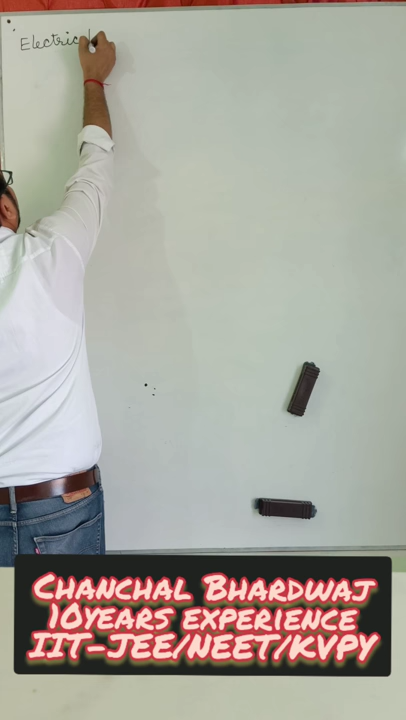 Electrical
CHANCHAL BHARDWAJ
10YEARS EXPERIENCE
IIT-JEE/NEET/KVPY